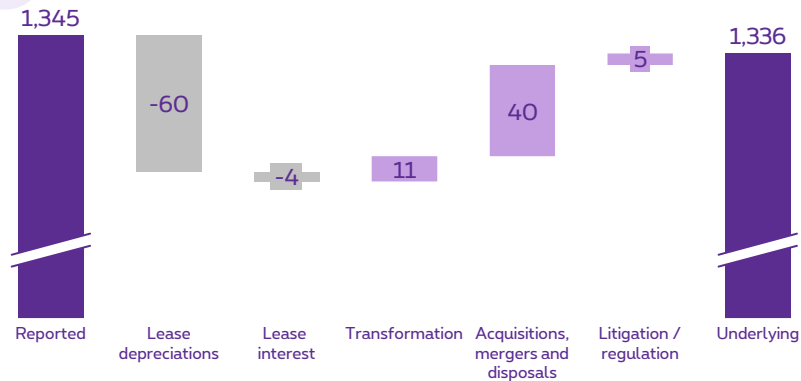 1,345
-60
-4
11
40
5
1,336
Reported
Lease
depreciations
Lease
interest
Transformation
Acquisitions,
mergers and
disposals
Litigation /
regulation
Underlying